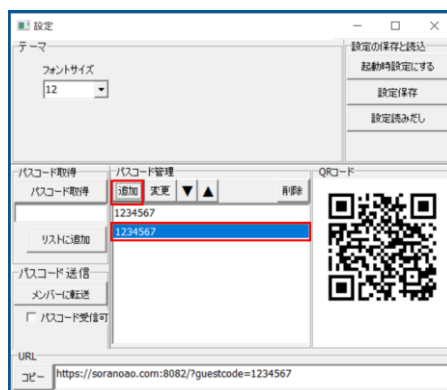 設定
テーマ
フォントサイズ
12
設定の保存と読込
起動時設定にする
設定保存
設定読みだし
パスコード取得
パスコード取得
リストに追加
パスコード送信
メンバーに転送
パスコード受信可
パスコード管理
追加 変更 ▼ ▲ 削除
1234567
1234567
QRコード
URL
コピー https://soranoao.com:8082/?guestcode=1234567